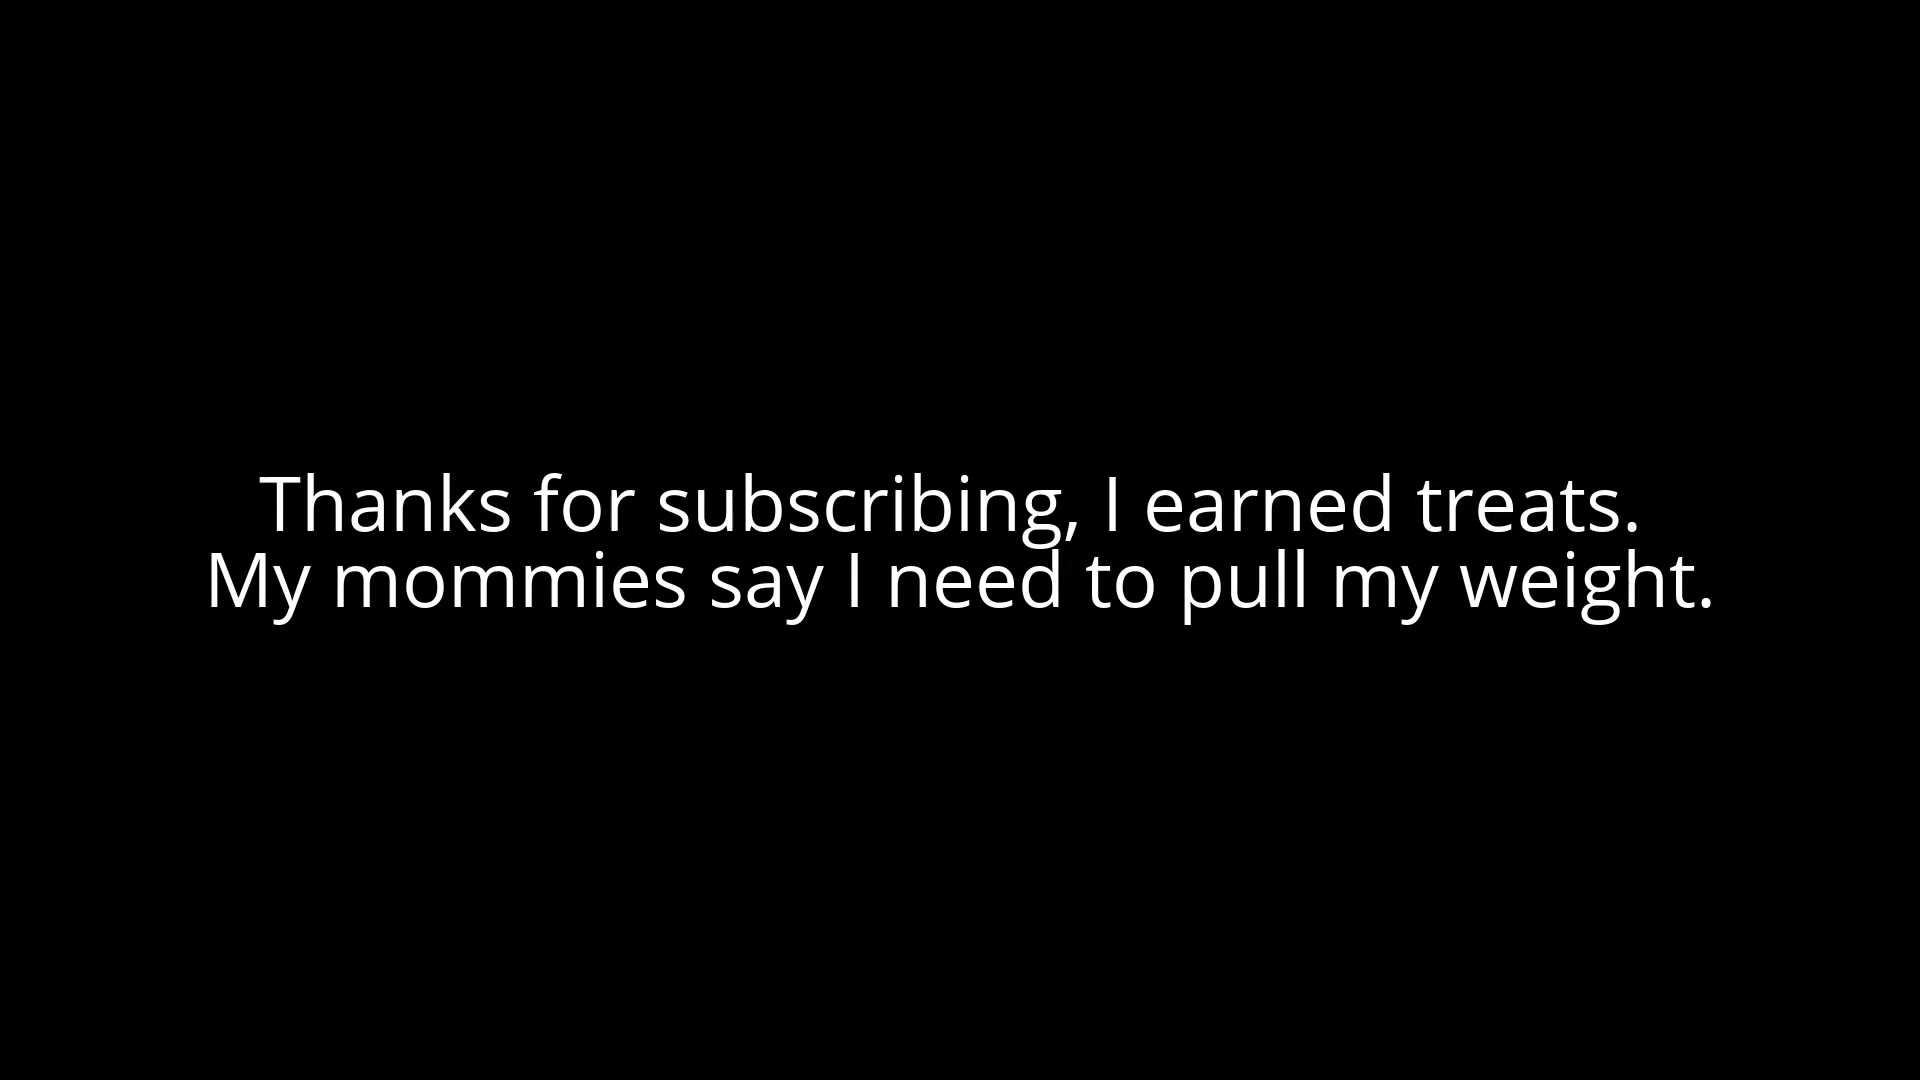 Thanks for subscribing, I earned treats.
My mommies say I need to pull my weight.